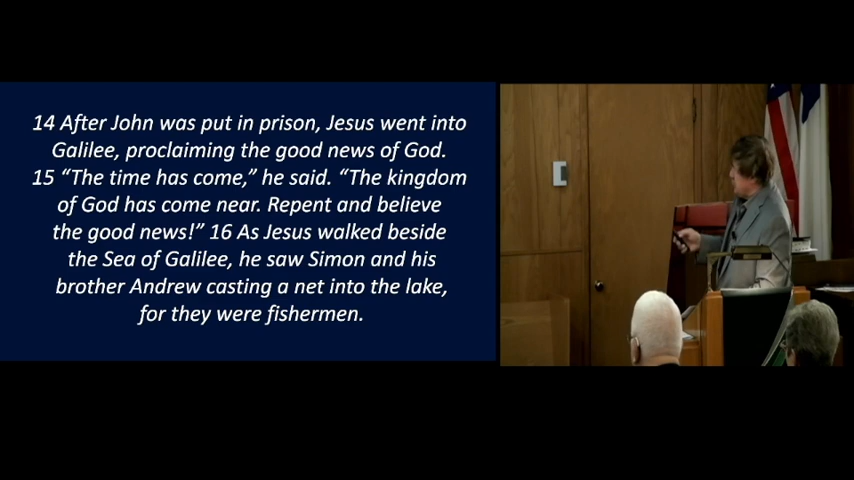 14 After John was put in prison, Jesus went into
Galilee, proclaiming the good news of God.
15 “The time has come,” he said. “The kingdom
of God has come near. Repent and believe
the good news!” 16 As Jesus walked beside
the Sea of Galilee, he saw Simon and his
brother Andrew casting a net into the lake,
for they were fishermen.